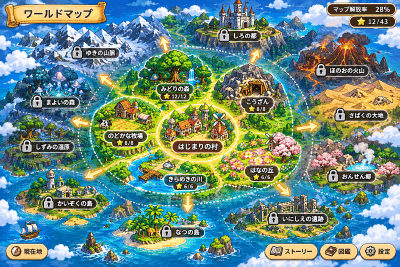 ワールドマップ
マップ解放率 28%
★ 12/43
しろの都
ゆきの山脈
ほのおの火山
みどりの森
★ 12/12
こうざん
★ 8/8
まよいの森
さばくの大地
のどかな牧場
★ 8/8
はじまりの村
しずみの湿原
はなの丘
★ 6/6
おんせん郷
きらめきの川
★ 6/6
かいぞくの島
いにしえの遺跡
なつの島
現在地
ストーリー
図鑑
設定